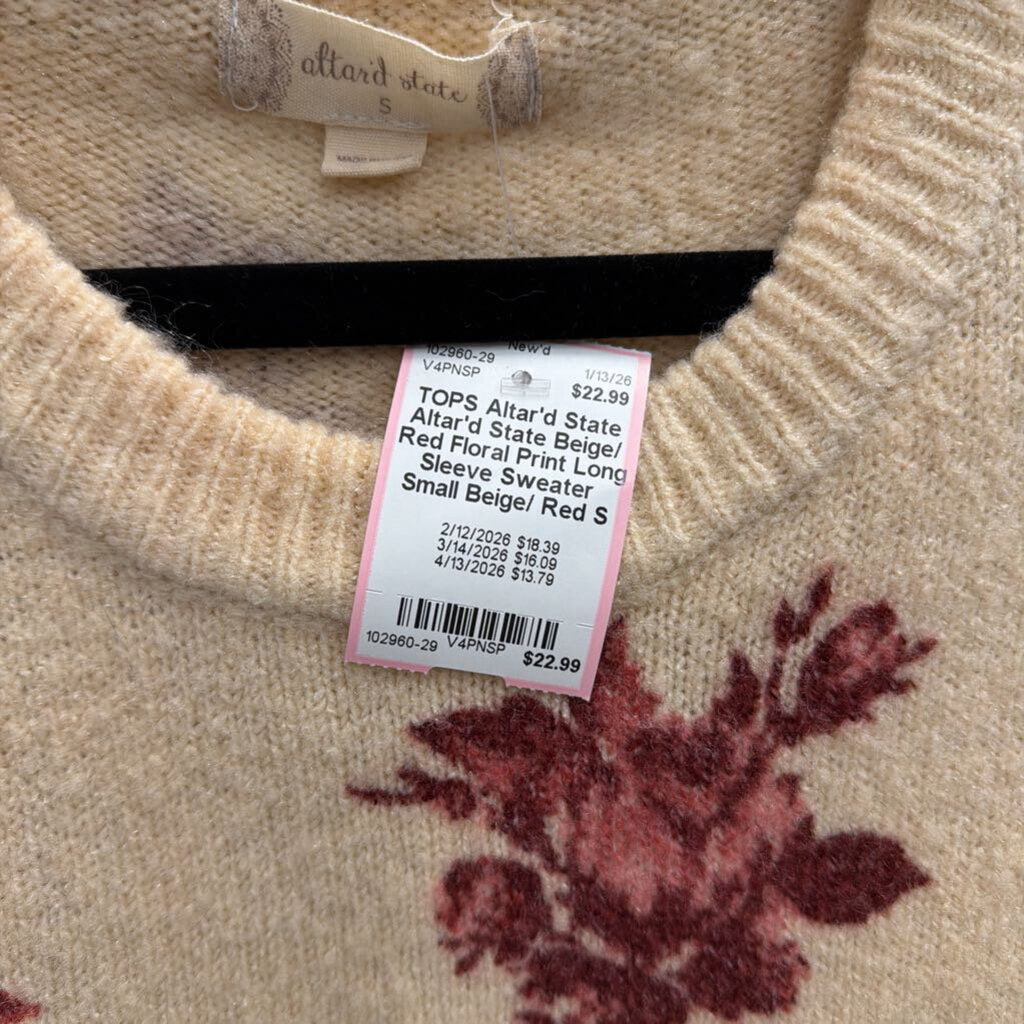 altar'd state
S
MADE IN
New'd
102960-29
V4PNSP
1/13/26
$22.99
TOPS Altar'd State
Altar'd State Beige/
Red Floral Print Long
Sleeve Sweater
Small Beige/ Red S
2/12/2026 $18.39
3/14/2026 $16.09
4/13/2026 $13.79
102960-29 V4PNSP $22.99